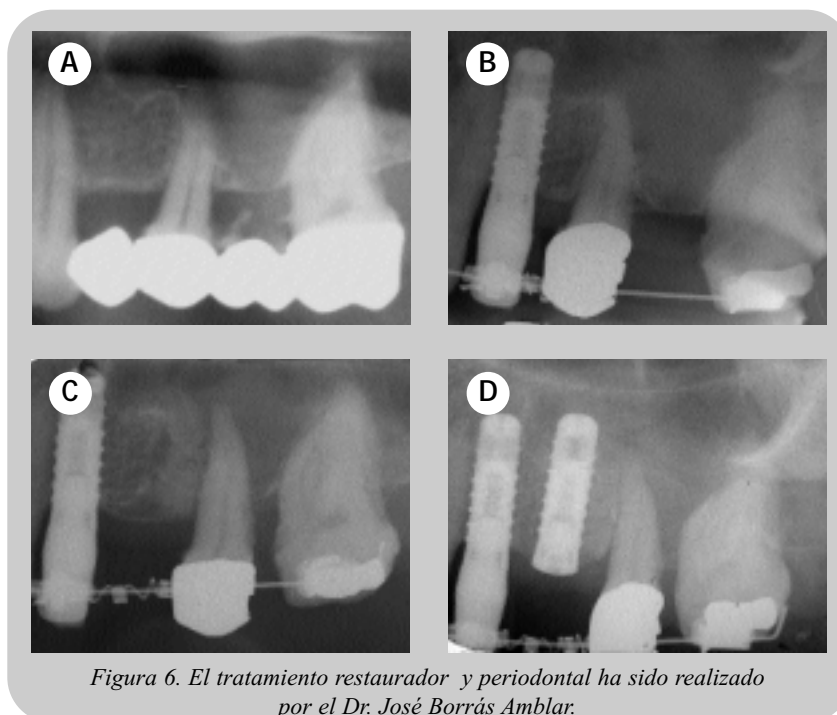 A
B
C
D
Figura 6. El tratamiento restaurador y periodontal ha sido realizado
por el Dr. José Borrás Amblar.